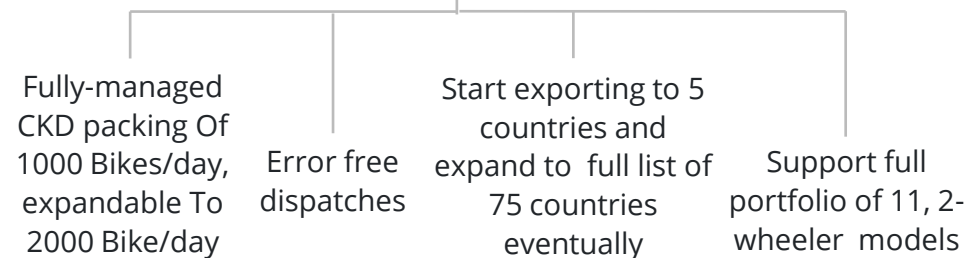 Fully-managed
CKD packing Of
1000 Bikes/day,
expandable To
2000 Bike/day
Error free
dispatches
Start exporting to 5
countries and
expand to full list of
75 countries
eventually
Support full
portfolio of 11, 2-
wheeler models